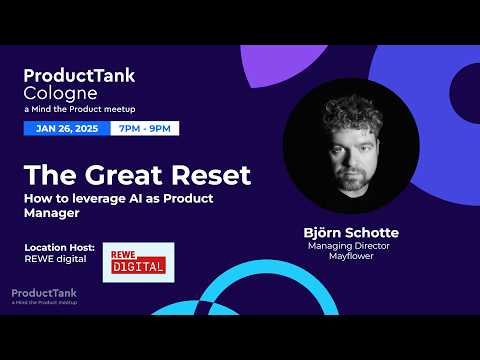 ProductTank
Cologne
a Mind the Product meetup
JAN 26, 2025 7PM - 9PM
The Great Reset
How to leverage AI as Product
Manager
Location Host:
REWE digital
REWE
DIGITAL
Björn Schotte
Managing Director
Mayflower
ProductTank
a Mind the Product meetup